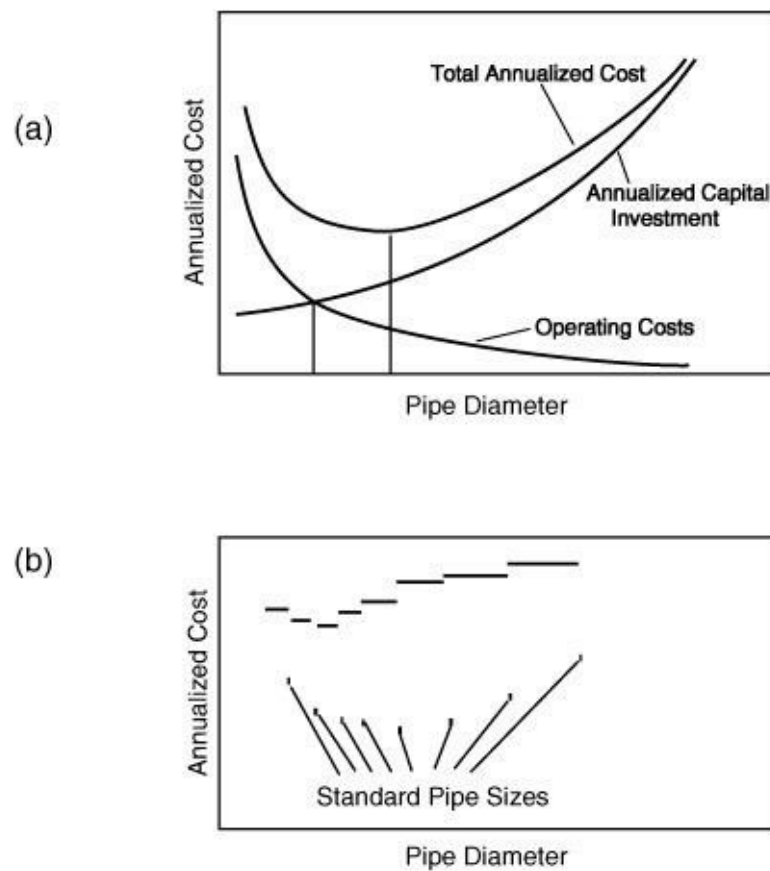 (a)
Annualized Cost
Total Annualized Cost
Annualized Capital
Investment
Operating Costs
Pipe Diameter
(b)
Annualized Cost
Standard Pipe Sizes
Pipe Diameter